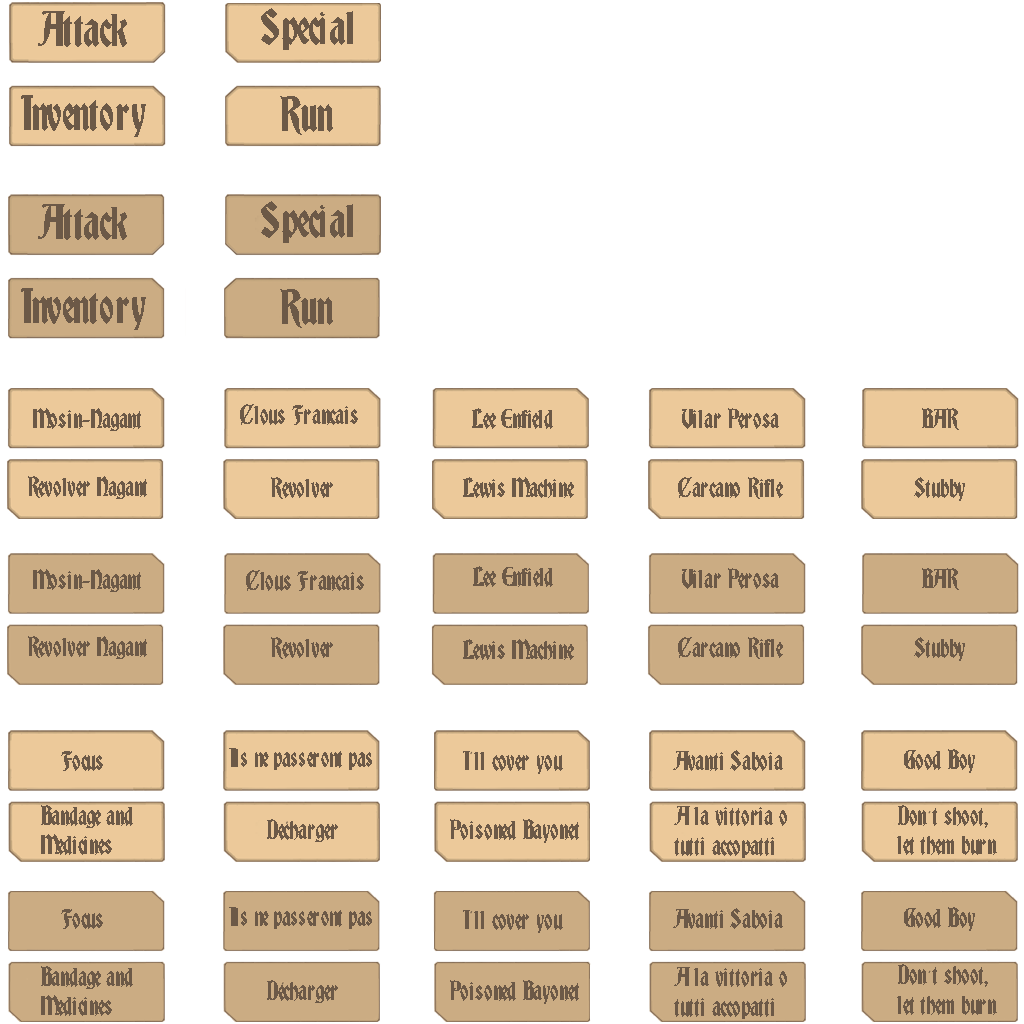 Attack
Special
Inventory
Run
Attack
Special
Inventory
Run
Mosin-Nagant
Clous Francais
Lee Enfield
Vilar Perosa
BAR
Revolver Nagant
Revolver
Lewis Machine
Carcano Rifle
Stubby
Mosin-Nagant
Clous Francais
Lee Enfield
Vilar Perosa
BAR
Revolver Nagant
Revolver
Lewis Machine
Carcano Rifle
Stubby
Focus
Ils ne passeront pas
I'll cover you
Avanti Saboia
Good Boy
Bandage and
Medicines
Decharger
Poisoned Bayonet
A la vittoria o
tutti accopatti
Don't shoot,
let them burn
Focus
Ils ne passeront pas
I'll cover you
Avanti Saboia
Good Boy
Bandage and
Medicines
Decharger
Poisoned Bayonet
A la vittoria o
tutti accopatti
Don't shoot,
let them burn